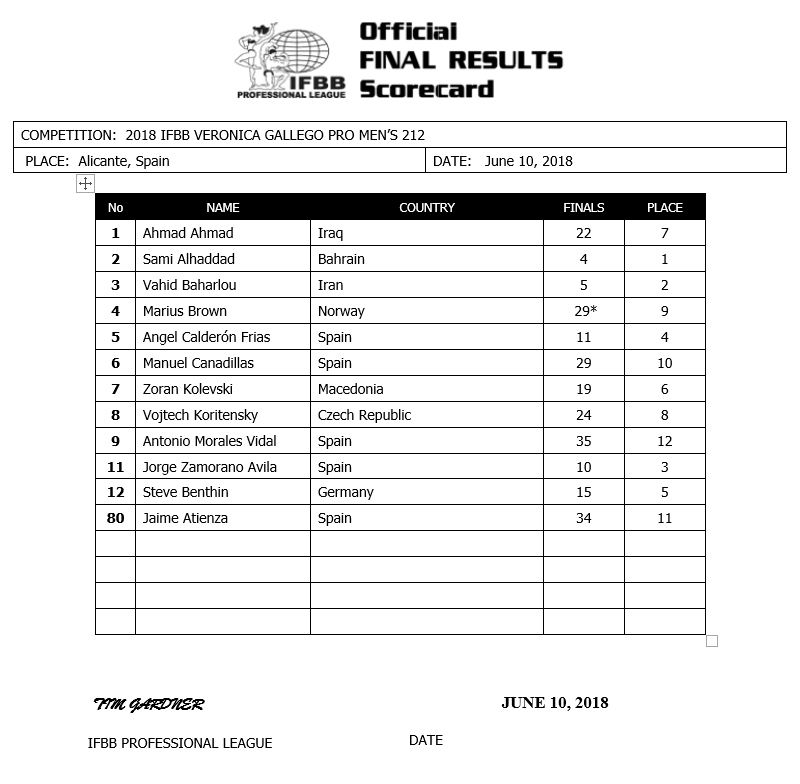 Official
FINAL RESULTS
Scorecard
IFBB
PROFESSIONAL LEAGUE
COMPETITION: 2018 IFBB VERONICA GALLEGO PRO MEN’S 212
PLACE: Alicante, Spain DATE: June 10, 2018
No NAME COUNTRY FINALS PLACE
1 Ahmad Ahmad Iraq 22 7
2 Sami Alhaddad Bahrain 4 1
3 Vahid Baharlou Iran 5 2
4 Marius Brown Norway 29* 9
5 Angel Calderón Frias Spain 11 4
6 Manuel Canadillas Spain 29 10
7 Zoran Kolevski Macedonia 19 6
8 Vojtech Koritensky Czech Republic 24 8
9 Antonio Morales Vidal Spain 35 12
11 Jorge Zamorano Avila Spain 10 3
12 Steve Benthin Germany 15 5
80 Jaime Atienza Spain 34 11
TIM GARDNER JUNE 10, 2018
IFBB PROFESSIONAL LEAGUE DATE